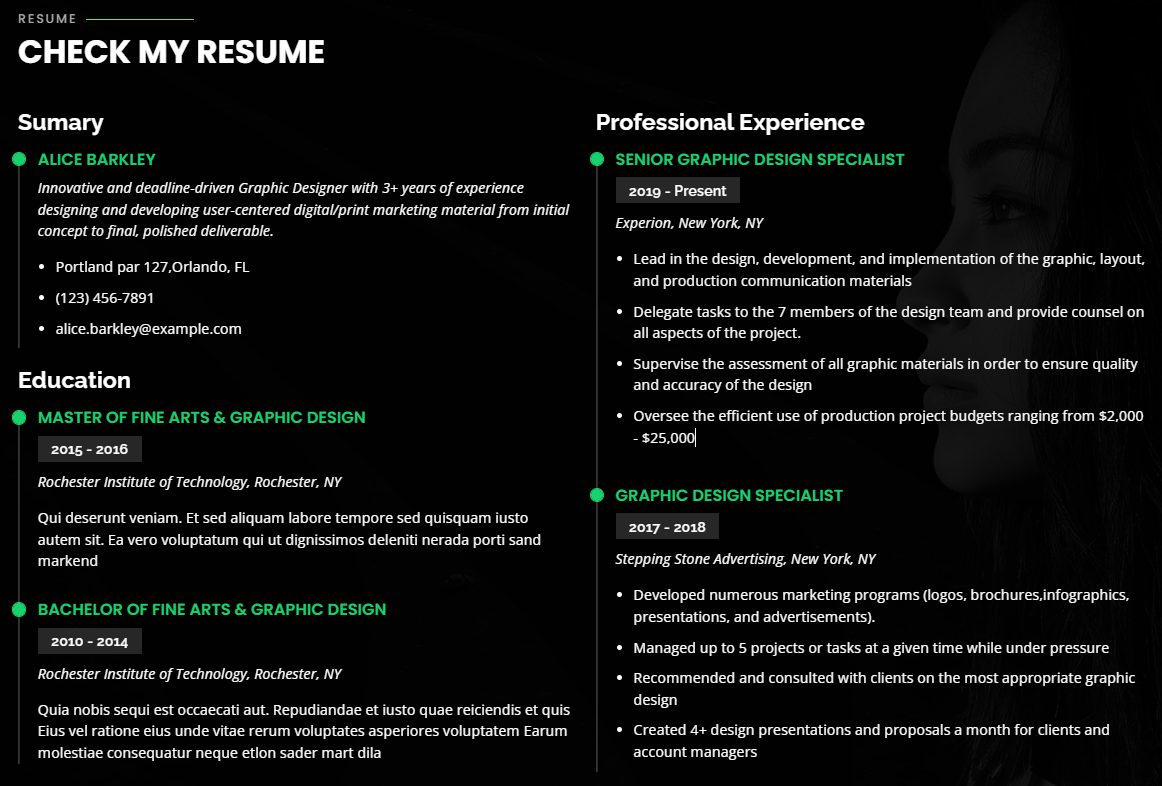 RESUME
CHECK MY RESUME
Sumary
ALICE BARKLEY
Innovative and deadline-driven Graphic Designer with 3+ years of experience
designing and developing user-centered digital/print marketing material from initial
concept to final, polished deliverable.
• Portland par 127,Orlando, FL
• (123) 456-7891
• alice.barkley@example.com
Education
MASTER OF FINE ARTS & GRAPHIC DESIGN
2015 - 2016
Rochester Institute of Technology, Rochester, NY
Qui deserunt veniam. Et sed aliquam labore tempore sed quisquam iusto
autem sit. Ea vero voluptatum qui ut dignissimos deleniti nerada porti sand
markend
BACHELOR OF FINE ARTS & GRAPHIC DESIGN
2010 - 2014
Rochester Institute of Technology, Rochester, NY
Quia nobis sequi est occaecati aut. Repudiandae et iusto quae reiciendis et quis
Eius vel ratione eius unde vitae rerum voluptates asperiores voluptatem Earum
molestiae consequatur neque etlon sader mart dila
Professional Experience
SENIOR GRAPHIC DESIGN SPECIALIST
2019 - Present
Experion, New York, NY
• Lead in the design, development, and implementation of the graphic, layout,
and production communication materials
• Delegate tasks to the 7 members of the design team and provide counsel on
all aspects of the project.
• Supervise the assessment of all graphic materials in order to ensure quality
and accuracy of the design
• Oversee the efficient use of production project budgets ranging from $2,000
- $25,000
GRAPHIC DESIGN SPECIALIST
2017 - 2018
Stepping Stone Advertising, New York, NY
• Developed numerous marketing programs (logos, brochures,infographics,
presentations, and advertisements).
• Managed up to 5 projects or tasks at a given time while under pressure
• Recommended and consulted with clients on the most appropriate graphic
design
• Created 4+ design presentations and proposals a month for clients and
account managers